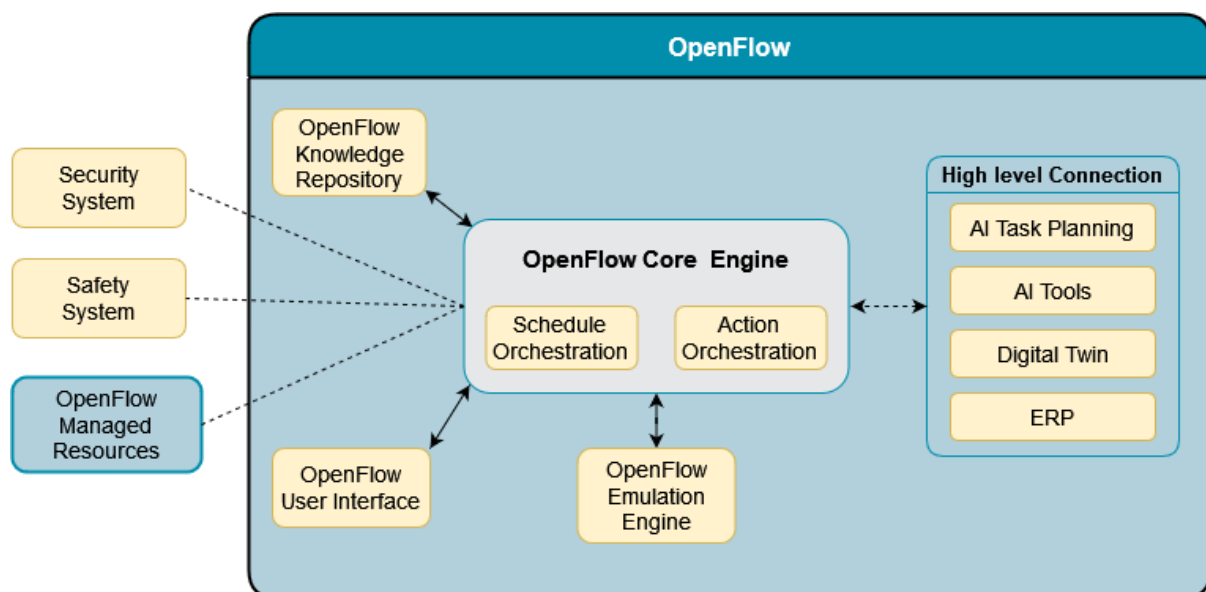 OpenFlow
OpenFlow
Knowledge
Repository
Security
System
Safety
System
OpenFlow
Managed
Resources
OpenFlow Core Engine
Schedule
Orchestration
Action
Orchestration
OpenFlow
User Interface
OpenFlow
Emulation
Engine
High level Connection
AI Task Planning
AI Tools
Digital Twin
ERP